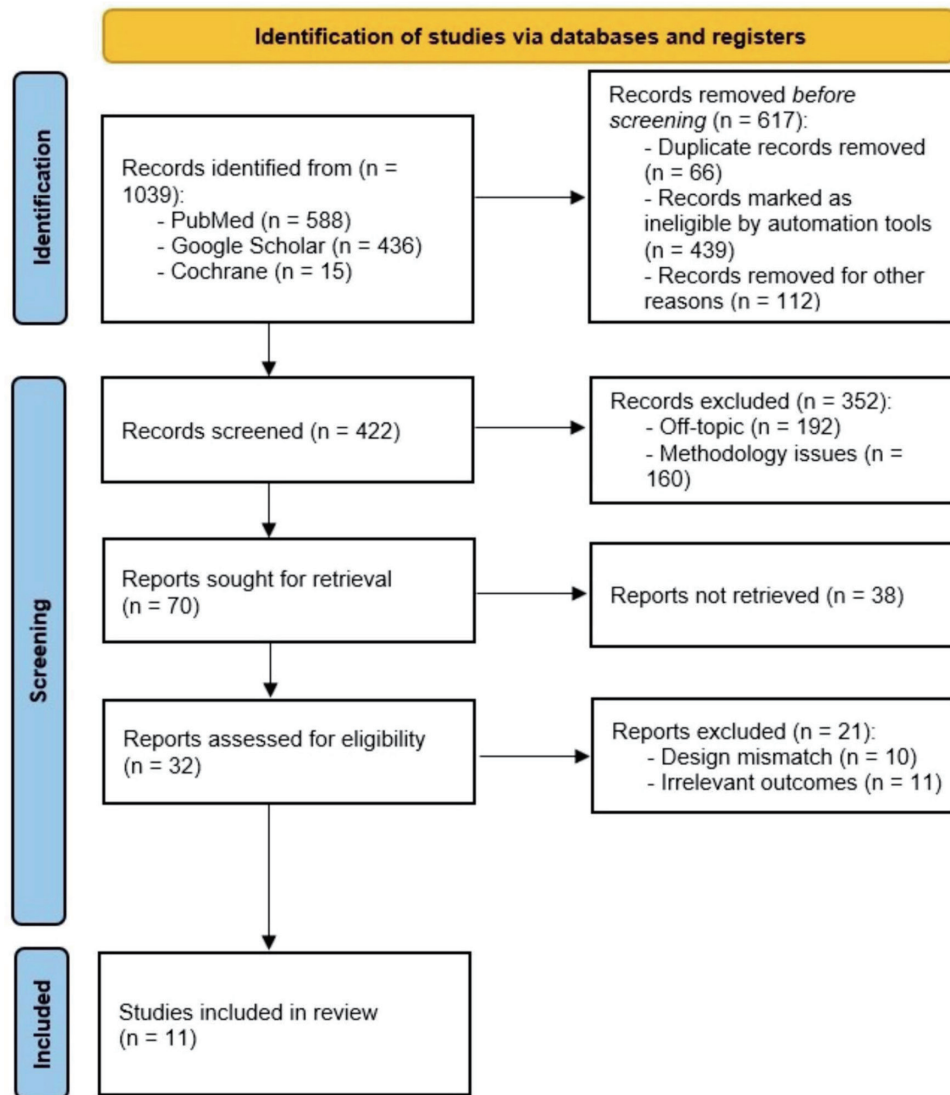 Identification of studies via databases and registers
Identification
Records identified from (n =
1039):
- PubMed (n = 588)
- Google Scholar (n = 436)
- Cochrane (n = 15)
Records removed before
screening (n = 617):
- Duplicate records removed
(n = 66)
- Records marked as
ineligible by automation tools
(n = 439)
- Records removed for other
reasons (n = 112)
Screening
Records screened (n = 422)
Records excluded (n = 352):
- Off-topic (n = 192)
- Methodology issues (n =
160)
Reports sought for retrieval
(n = 70)
Reports not retrieved (n = 38)
Reports assessed for eligibility
(n = 32)
Reports excluded (n = 21):
- Design mismatch (n = 10)
- Irrelevant outcomes (n = 11)
Included
Studies included in review
(n = 11)